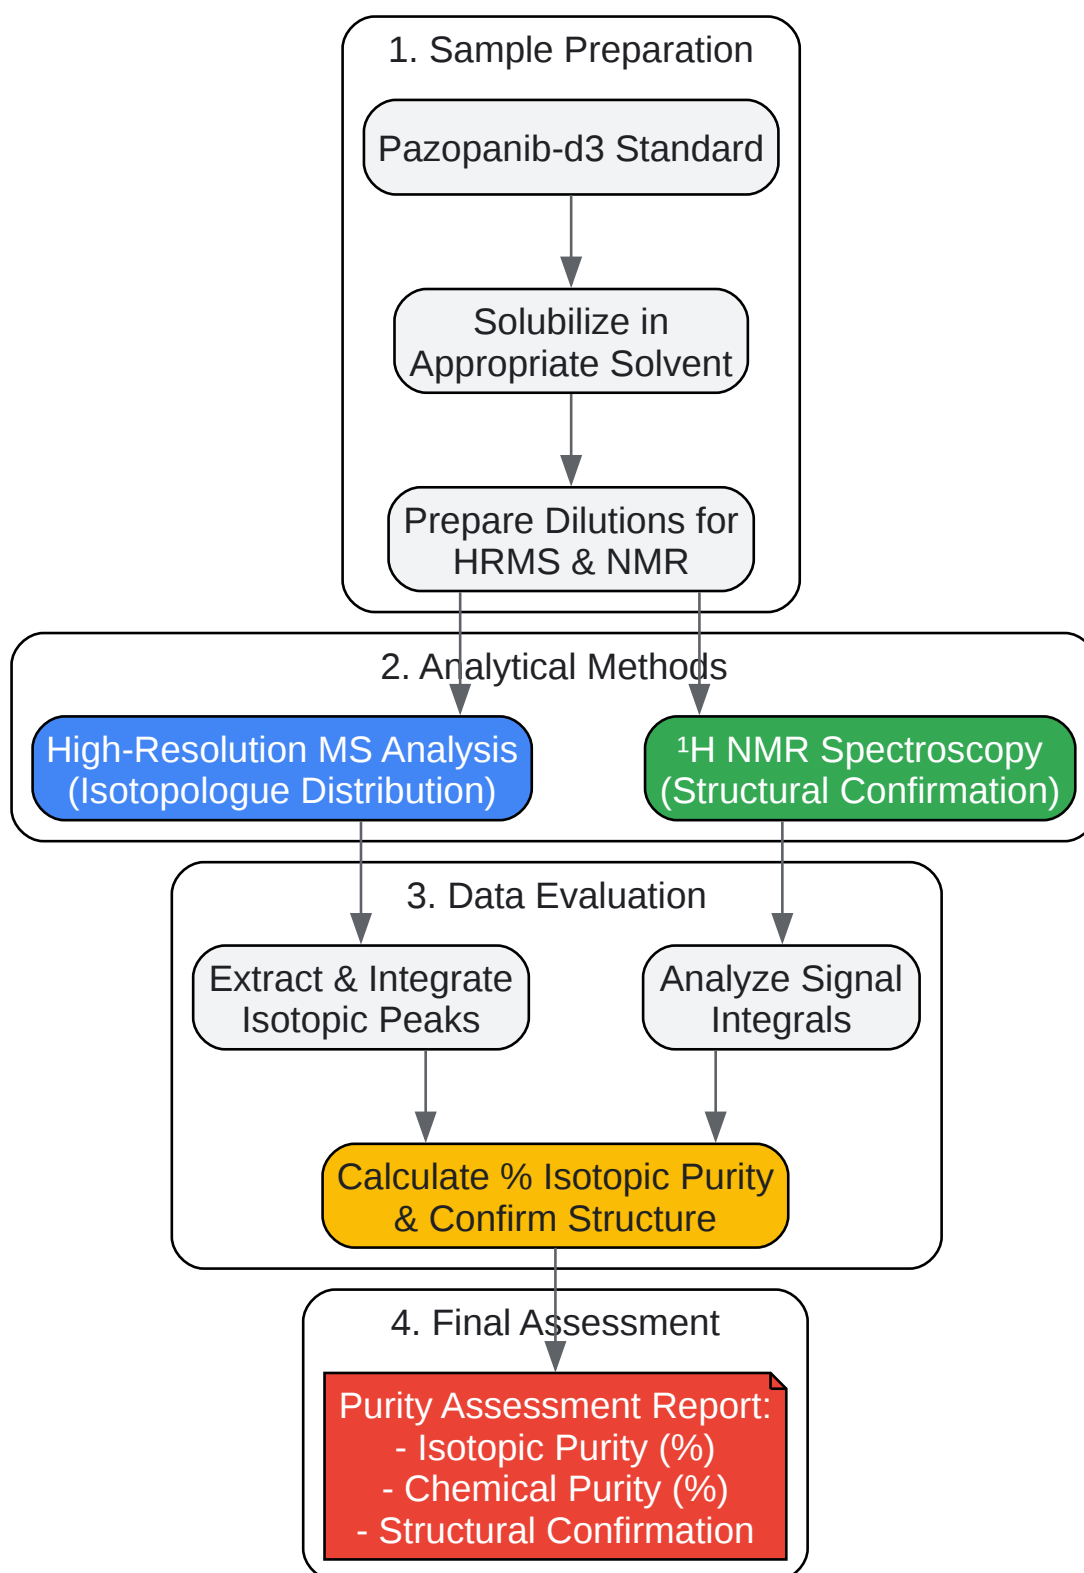 1. Sample Preparation
Pazopanib-d3 Standard
Solubilize in
Appropriate Solvent
Prepare Dilutions for
HRMS & NMR
2. Analytical Methods
High-Resolution MS Analysis
(Isotopologue Distribution)
¹H NMR Spectroscopy
(Structural Confirmation)
3. Data Evaluation
Extract & Integrate
Isotopic Peaks
Analyze Signal
Integrals
Calculate % Isotopic Purity
& Confirm Structure
4. Final Assessment
Purity Assessment Report:
- Isotopic Purity (%)
- Chemical Purity (%)
- Structural Confirmation